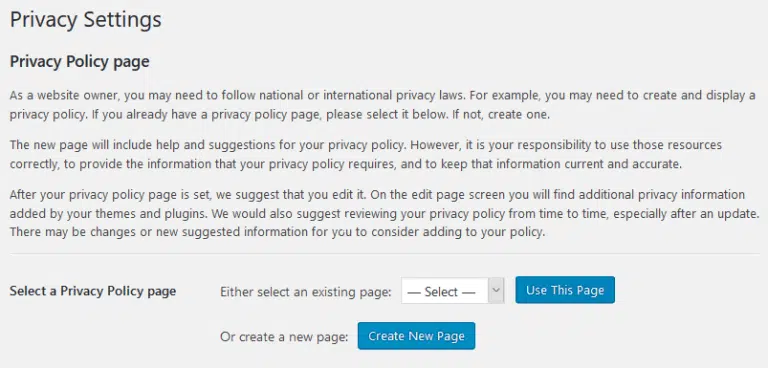 Privacy Settings
Privacy Policy page
As a website owner, you may need to follow national or international privacy laws. For example, you may need to create and display a
privacy policy. If you already have a privacy policy page, please select it below. If not, create one.
The new page will include help and suggestions for your privacy policy. However, it is your responsibility to use those resources
correctly, to provide the information that your privacy policy requires, and to keep that information current and accurate.
After your privacy policy page is set, we suggest that you edit it. On the edit page screen you will find additional privacy information
added by your themes and plugins. We would also suggest reviewing your privacy policy from time to time, especially after an update.
There may be changes or new suggested information for you to consider adding to your policy.
Select a Privacy Policy page Either select an existing page: — Select — Use This Page
Or create a new page: Create New Page